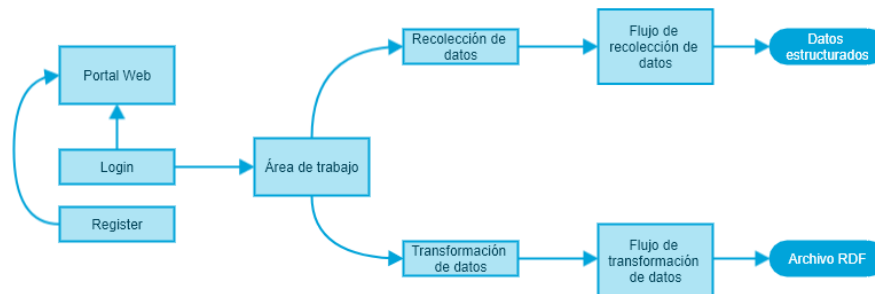 Portal Web
Login
Register
Área de trabajo
Recolección de
datos
Flujo de
recolección de
datos
Datos
estructurados
Transformación
de datos
Flujo de
transformación
de datos
Archivo RDF